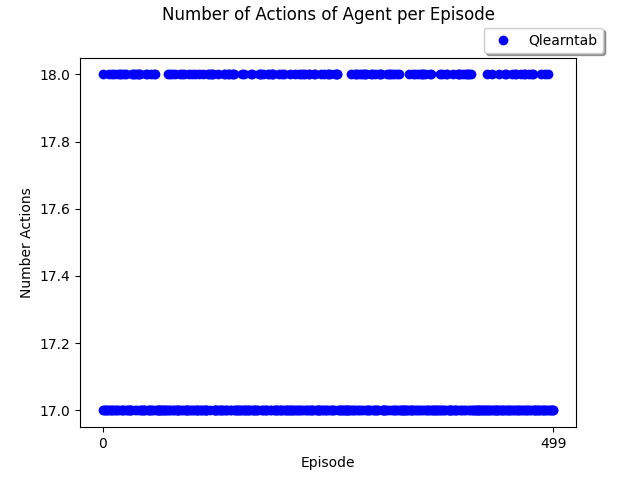 Number of Actions of Agent per Episode
Qlearntab
18.0
17.8
17.6
17.4
17.2
17.0
Number Actions
0
499
Episode